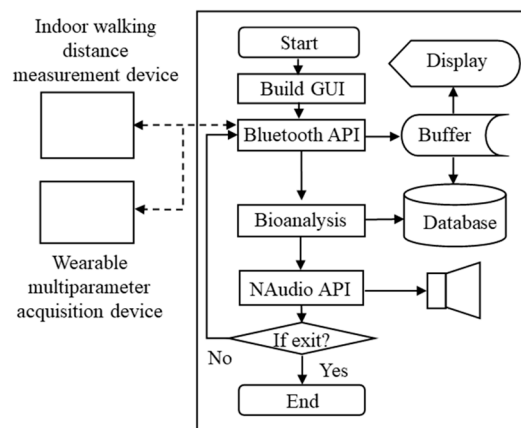 Indoor walking
distance
measurement device
Wearable
multiparameter
acquisition device
Start
Build GUI
Bluetooth API
Bioanalysis
NAudio API
If exit?
No
Yes
End
Display
Buffer
Database